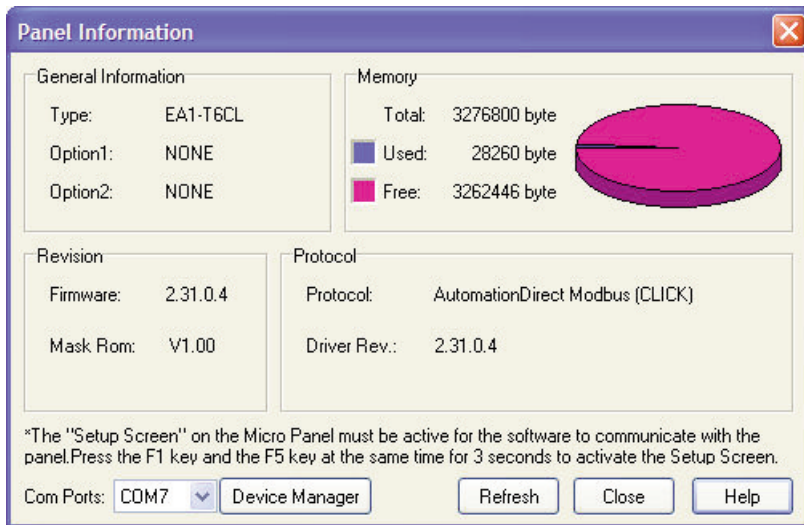 Panel Information
General Information
Type: EA1-T6CL
Option1: NONE
Option2: NONE
Memory
Total: 3276800 byte
Used: 28260 byte
Free: 3262446 byte
Revision
Firmware: 2.31.0.4
Mask Rom: V1.00
Protocol
Protocol: AutomationDirect Modbus (CLICK)
Driver Rev.: 2.31.0.4
*The "Setup Screen" on the Micro Panel must be active for the software to communicate with the
panel.Press the F1 key and the F5 key at the same time for 3 seconds to activate the Setup Screen.
Com Ports: COM7 Device Manager Refresh Close Help